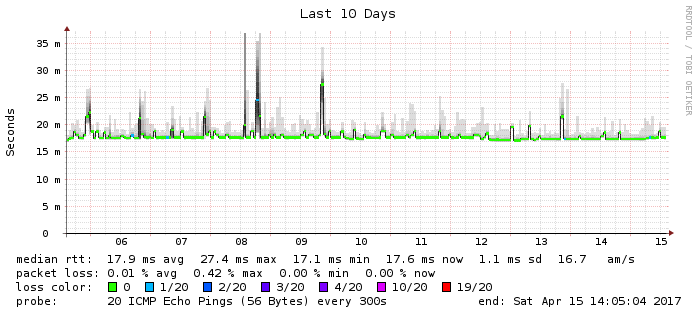 Last 10 Days
RRDTOOL / TOBI OETIKER
Seconds
35 m
30 m
25 m
20 m
15 m
10 m
5 m
0
06 07 08 09 10 11 12 13 14 15
median rtt: 17.9 ms avg 27.4 ms max 17.1 ms min 17.6 ms now 1.1 ms sd 16.7 am/s
packet loss: 0.01 % avg 0.42 % max 0.00 % min 0.00 % now
loss color: 0 1/20 2/20 3/20 4/20 10/20 19/20
probe: 20 ICMP Echo Pings (56 Bytes) every 300s end: Sat Apr 15 14:05:04 2017